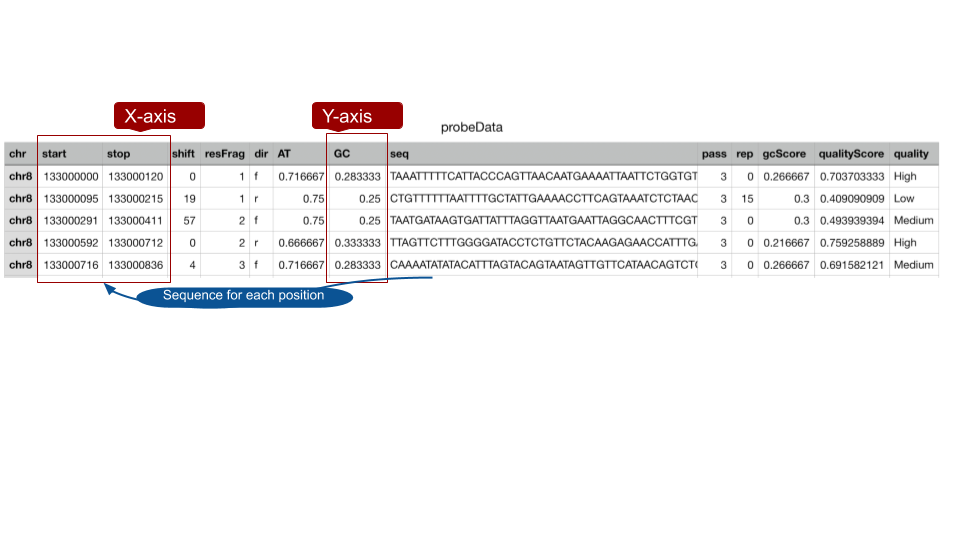 X-axis Y-axis
probeData
chr start stop shift resFrag dir AT GC seq pass rep gcScore qualityScore quality
chr8 133000000 133000120 0 1 f 0.716667 0.283333 TAAATTTTTCATTACCCAGTTAACAATGAAAATTAATTCTGGTGT 3 0 0.266667 0.703703333 High
chr8 133000095 133000215 19 1 r 0.75 0.25 CTGTTTTTTAATTTTGCTATTGAAAACCTTCAGTAAATCTCTAAC 3 15 0.3 0.409090909 Low
chr8 133000291 133000411 57 2 f 0.75 0.25 TAATGATAAGTGATTATTTAGGTTAATGAATTAGGCAACTTTCGT 3 0 0.3 0.493939394 Medium
chr8 133000592 133000712 0 2 r 0.666667 0.333333 TTAGTTCTTTGGGGATACCTCTGTTCTACAAGAGAACCATTTG 3 0 0.216667 0.759258889 High
chr8 133000716 133000836 4 3 f 0.716667 0.283333 CAAAATATATACATTTAGTACAGTAATAGTTGTTCATAACAGTCT 3 0 0.266667 0.691582121 Medium
Sequence for each position